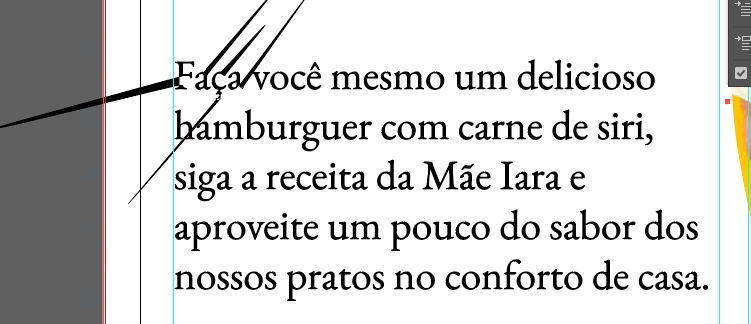 Faça você mesmo um delicioso
hamburguer com carne de siri,
siga a receita da Mãe Iara e
aproveite um pouco do sabor dos
nossos pratos no conforto de casa.